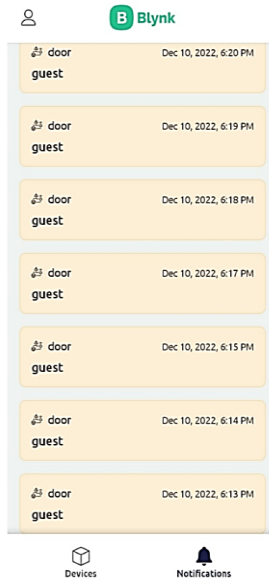 B Blynk
door Dec 10, 2022, 6:20 PM
guest
door Dec 10, 2022, 6:19 PM
guest
door Dec 10, 2022, 6:18 PM
guest
door Dec 10, 2022, 6:17 PM
guest
door Dec 10, 2022, 6:15 PM
guest
door Dec 10, 2022, 6:14 PM
guest
door Dec 10, 2022, 6:13 PM
guest
Devices Notifications